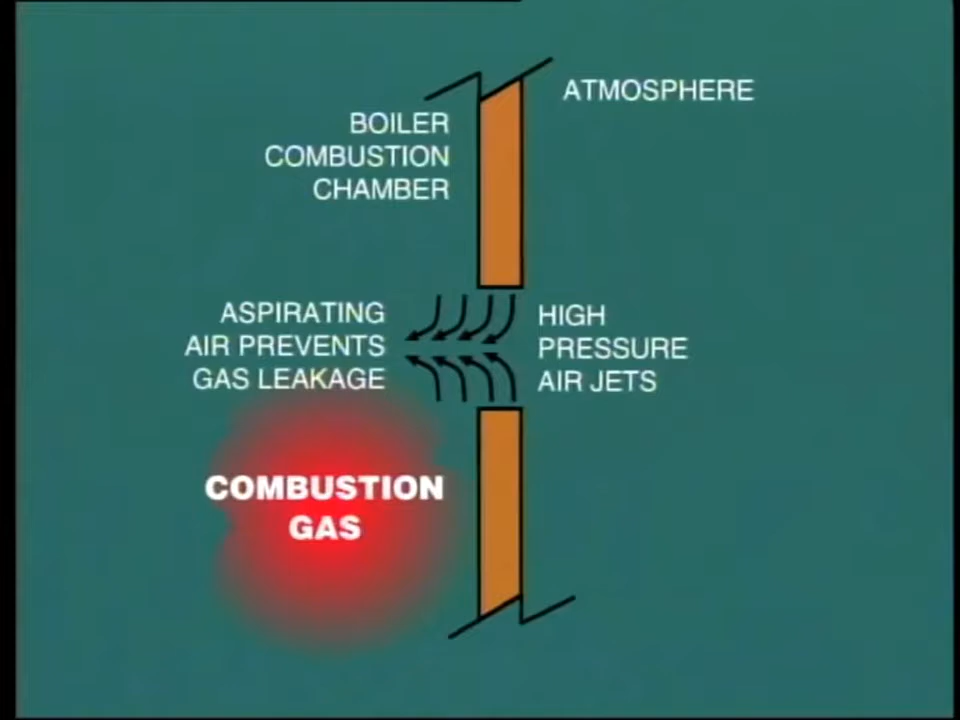 ATMOSPHERE
BOILER
COMBUSTION
CHAMBER
ASPIRATING
AIR PREVENTS
GAS LEAKAGE
HIGH
PRESSURE
AIR JETS
COMBUSTION
GAS